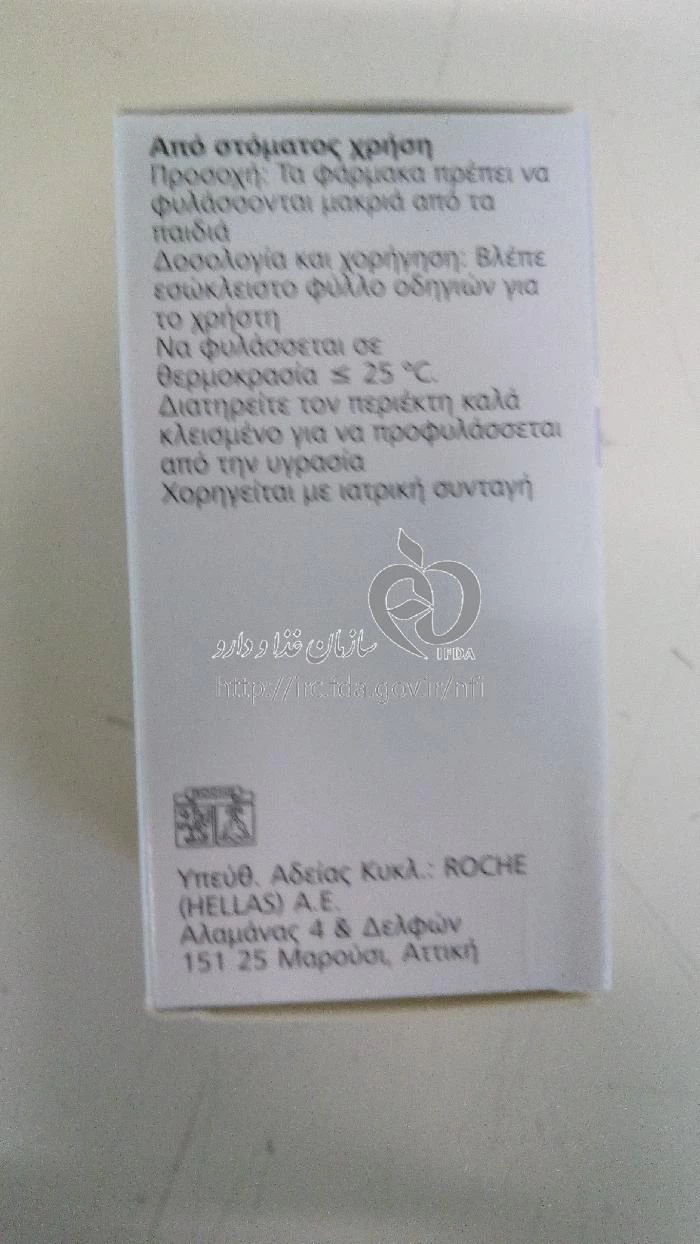 Από στόματος χρήση
Προσοχή: Τα φάρμακα πρέπει να
φυλάσσονται μακριά από τα
παιδιά
Δοσολογία και χορήγηση: Βλέπε
εσώκλειστο φύλλο οδηγιών για
το χρήστη
Να φυλάσσεται σε
θερμοκρασία ≤ 25 °C.
Διατηρείτε τον περιέκτη καλά
κλεισμένο για να προφυλάσσεται
από την υγρασία
Χορηγείται με ιατρική συνταγή
سازمان غذا و دارو
IFDA
http://irc.fda.gov.ir/nfi
ROCHE
Υπεύθ. Αδείας Κυκλ.: ROCHE
(HELLAS) A.E.
Αλαμάνας 4 & Δελφών
151 25 Μαρούσι, Αττική